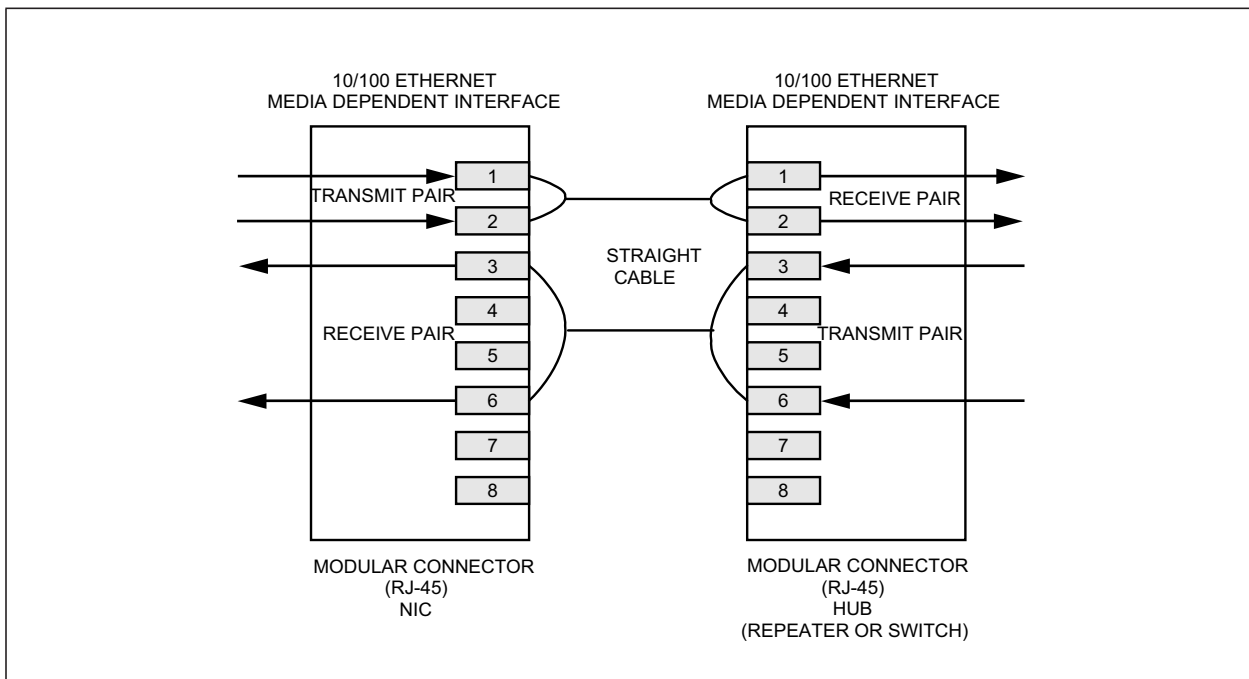 10/100 ETHERNET
MEDIA DEPENDENT INTERFACE
10/100 ETHERNET
MEDIA DEPENDENT INTERFACE
1
TRANSMIT PAIR
2
3
4
RECEIVE PAIR
5
6
7
8
STRAIGHT
CABLE
1
RECEIVE PAIR
2
3
4
TRANSMIT PAIR
5
6
7
8
MODULAR CONNECTOR
(RJ-45)
NIC
MODULAR CONNECTOR
(RJ-45)
HUB
(REPEATER OR SWITCH)